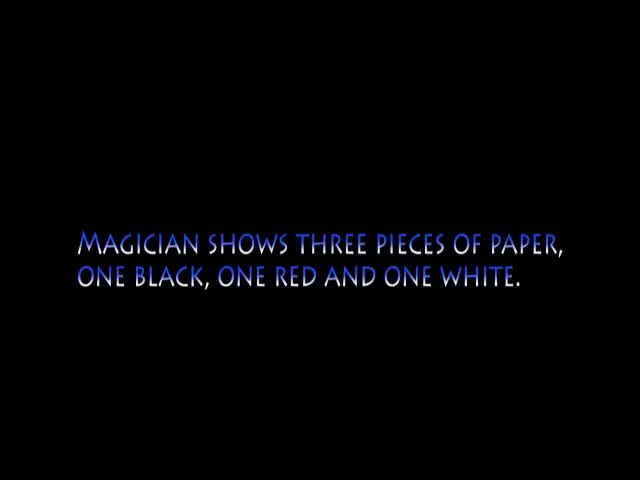 Magician shows three pieces of paper,
one black, one red and one white.